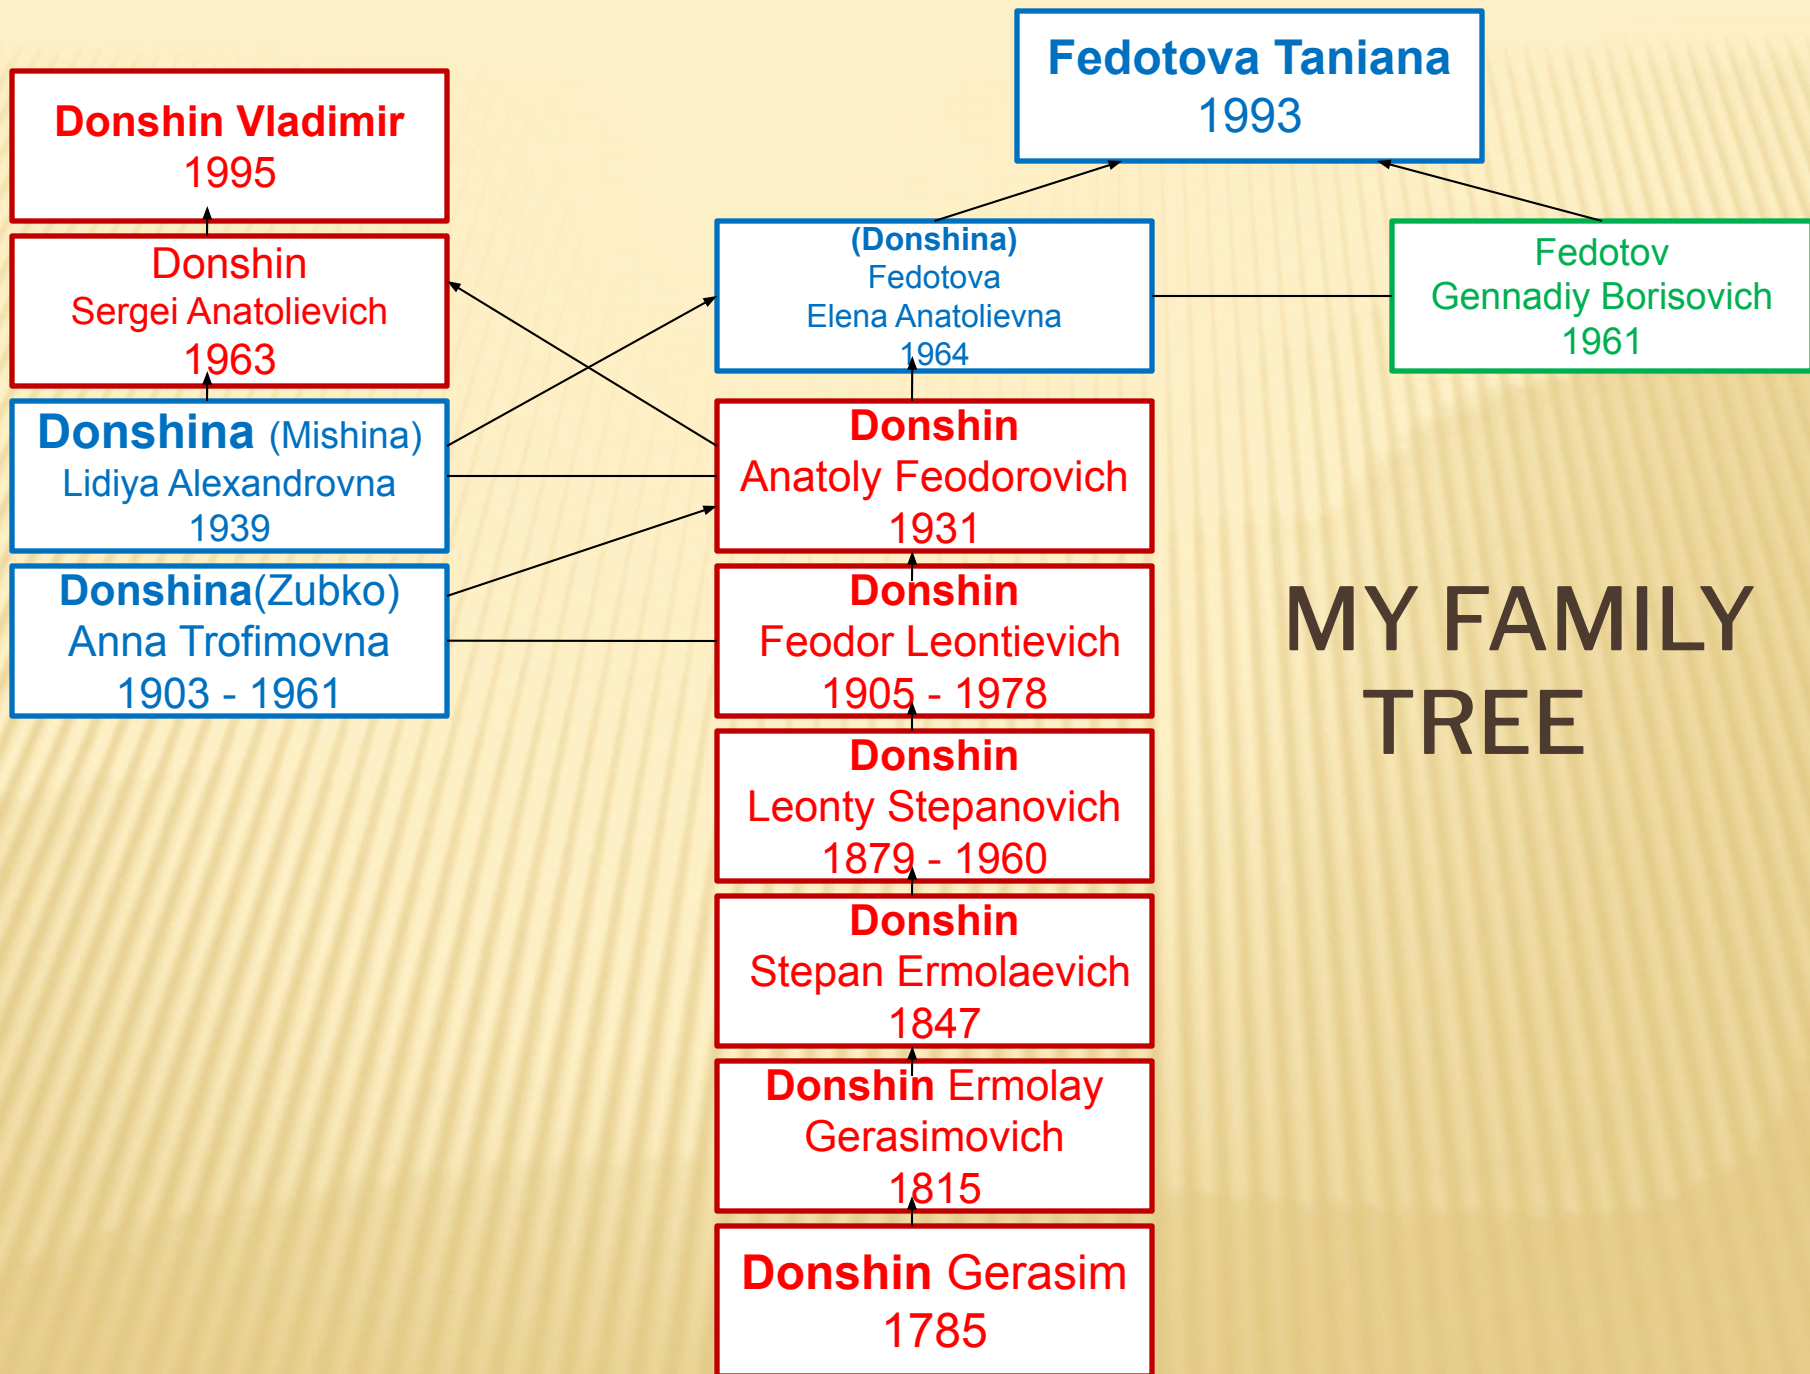 Fedotova Taniana
1993
Donshin Vladimir
1995
Donshin
Sergei Anatolievich
1963
(Donshina)
Fedotova
Elena Anatolievna
1964
Fedotov
Gennadiy Borisovich
1961
Donshina (Mishina)
Lidiya Alexandrovna
1939
Donshin
Anatoly Feodorovich
1931
Donshina(Zubko)
Anna Trofimovna
1903 - 1961
Donshin
Feodor Leontievich
1905 - 1978
MY FAMILY
TREE
Donshin
Leonty Stepanovich
1879 - 1960
Donshin
Stepan Ermolaevich
1847
Donshin Ermolay
Gerasimovich
1815
Donshin Gerasim
1785